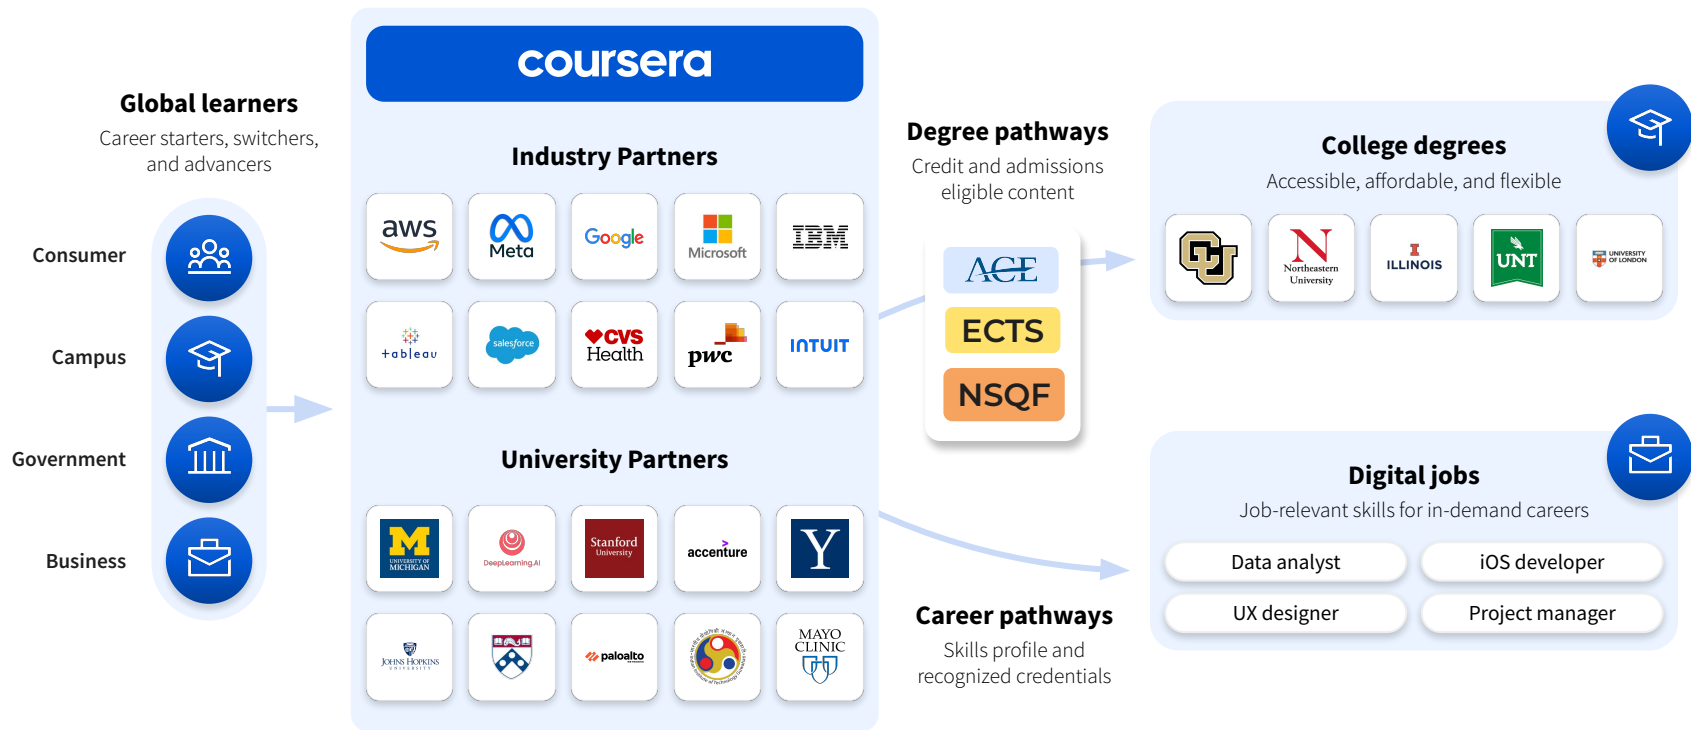 coursera
Global learners
Career starters, switchers,
and advancers
Consumer
Campus
Government
Business
Industry Partners
aws
Meta
Google
Microsoft
IBM
+ableau
salesforce
CVS
Health
pwc
INTUIT
University Partners
M
UNIVERSITY OF
MICHIGAN
DeepLearning.AI
Stanford
University
accenture
Y
JOHNS HOPKINS
UNIVERSITY
paloalto
MAYO
CLINIC
Degree pathways
Credit and admissions
eligible content
ACE
ECTS
NSQF
Career pathways
Skills profile and
recognized credentials
College degrees
Accessible, affordable, and flexible
CU
N
Northeastern
University
I
ILLINOIS
UNT
UNIVERSITY
OF LONDON
Digital jobs
Job-relevant skills for in-demand careers
Data analyst
iOS developer
UX designer
Project manager